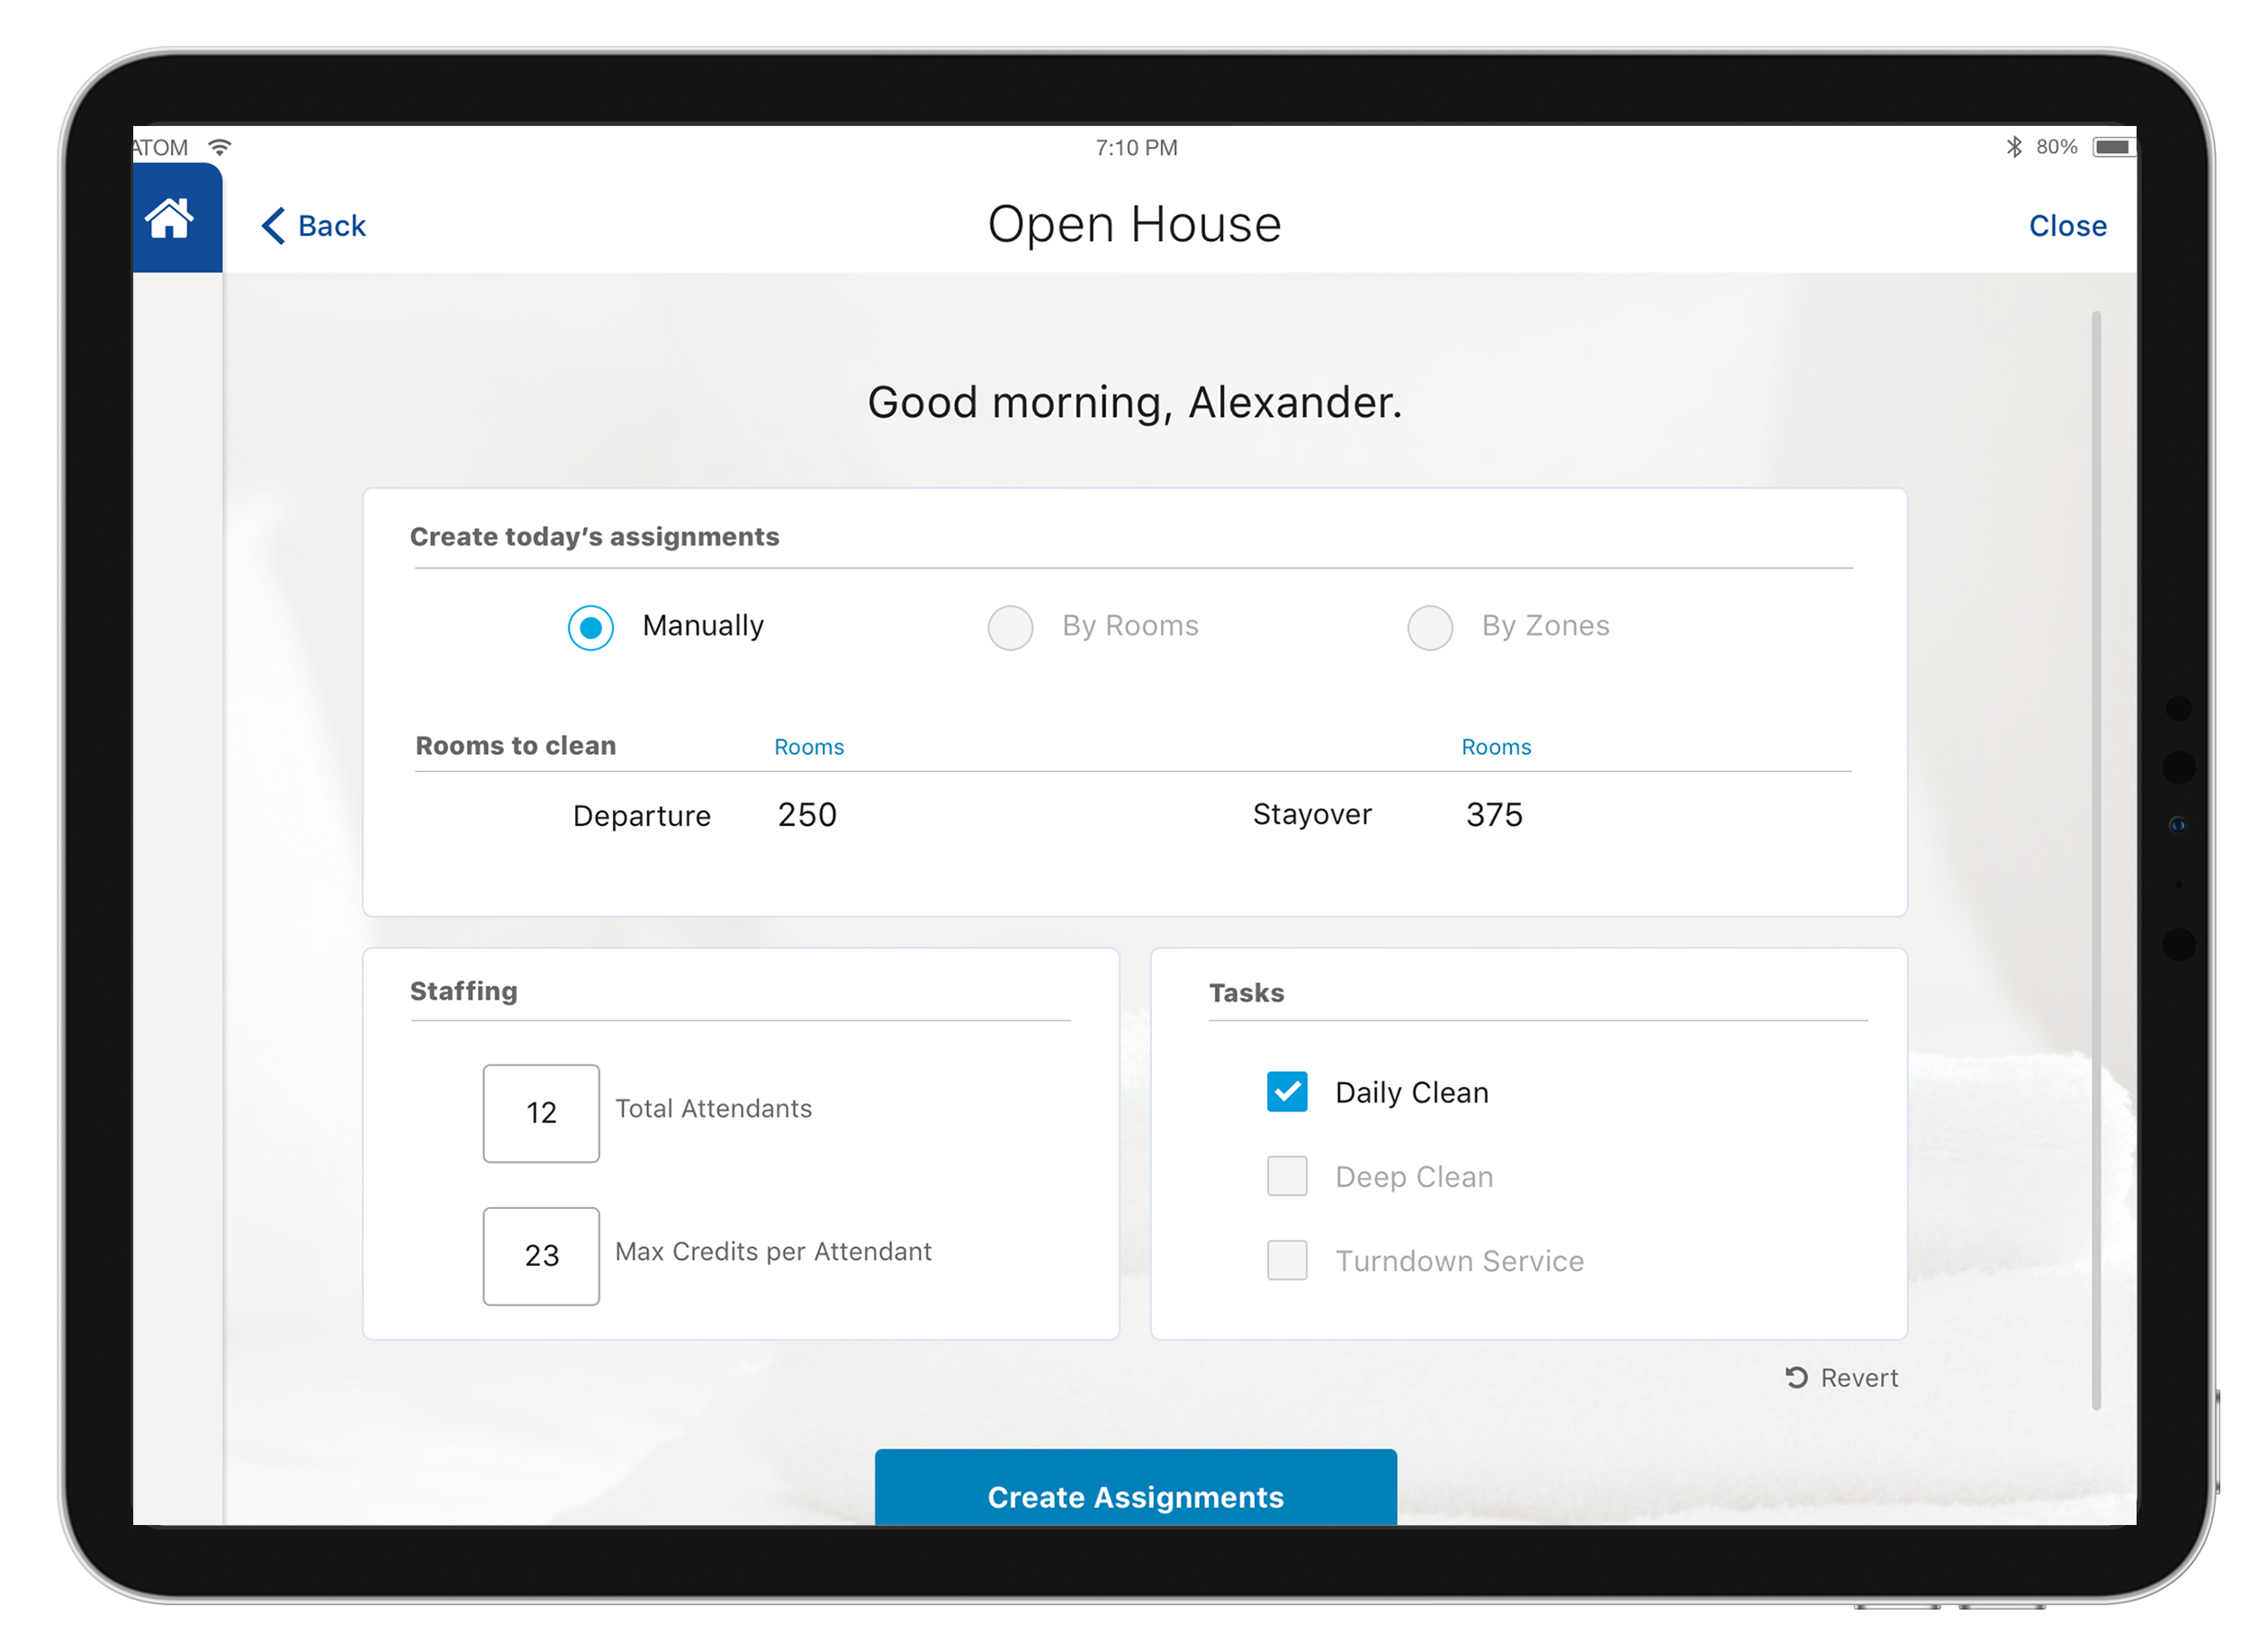 ATOM 7:10 PM 80%
Back Open House Close
Good morning, Alexander.
Create today’s assignments
Manually By Rooms By Zones
Rooms to clean Rooms Rooms
Departure 250 Stayover 375
Staffing
12 Total Attendants
23 Max Credits per Attendant
Tasks
Daily Clean
Deep Clean
Turndown Service
Revert
Create Assignments